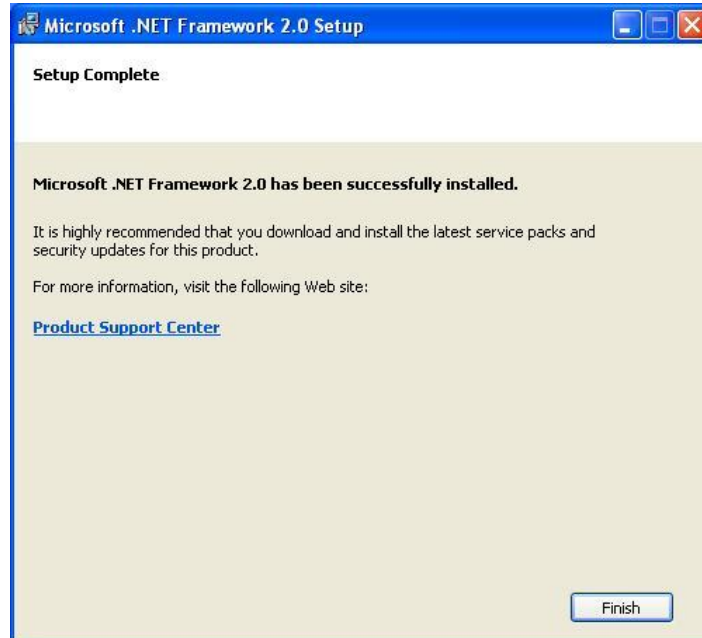 Microsoft .NET Framework 2.0 Setup
Setup Complete
Microsoft .NET Framework 2.0 has been successfully installed.
It is highly recommended that you download and install the latest service packs and
security updates for this product.
For more information, visit the following Web site:
Product Support Center
Finish